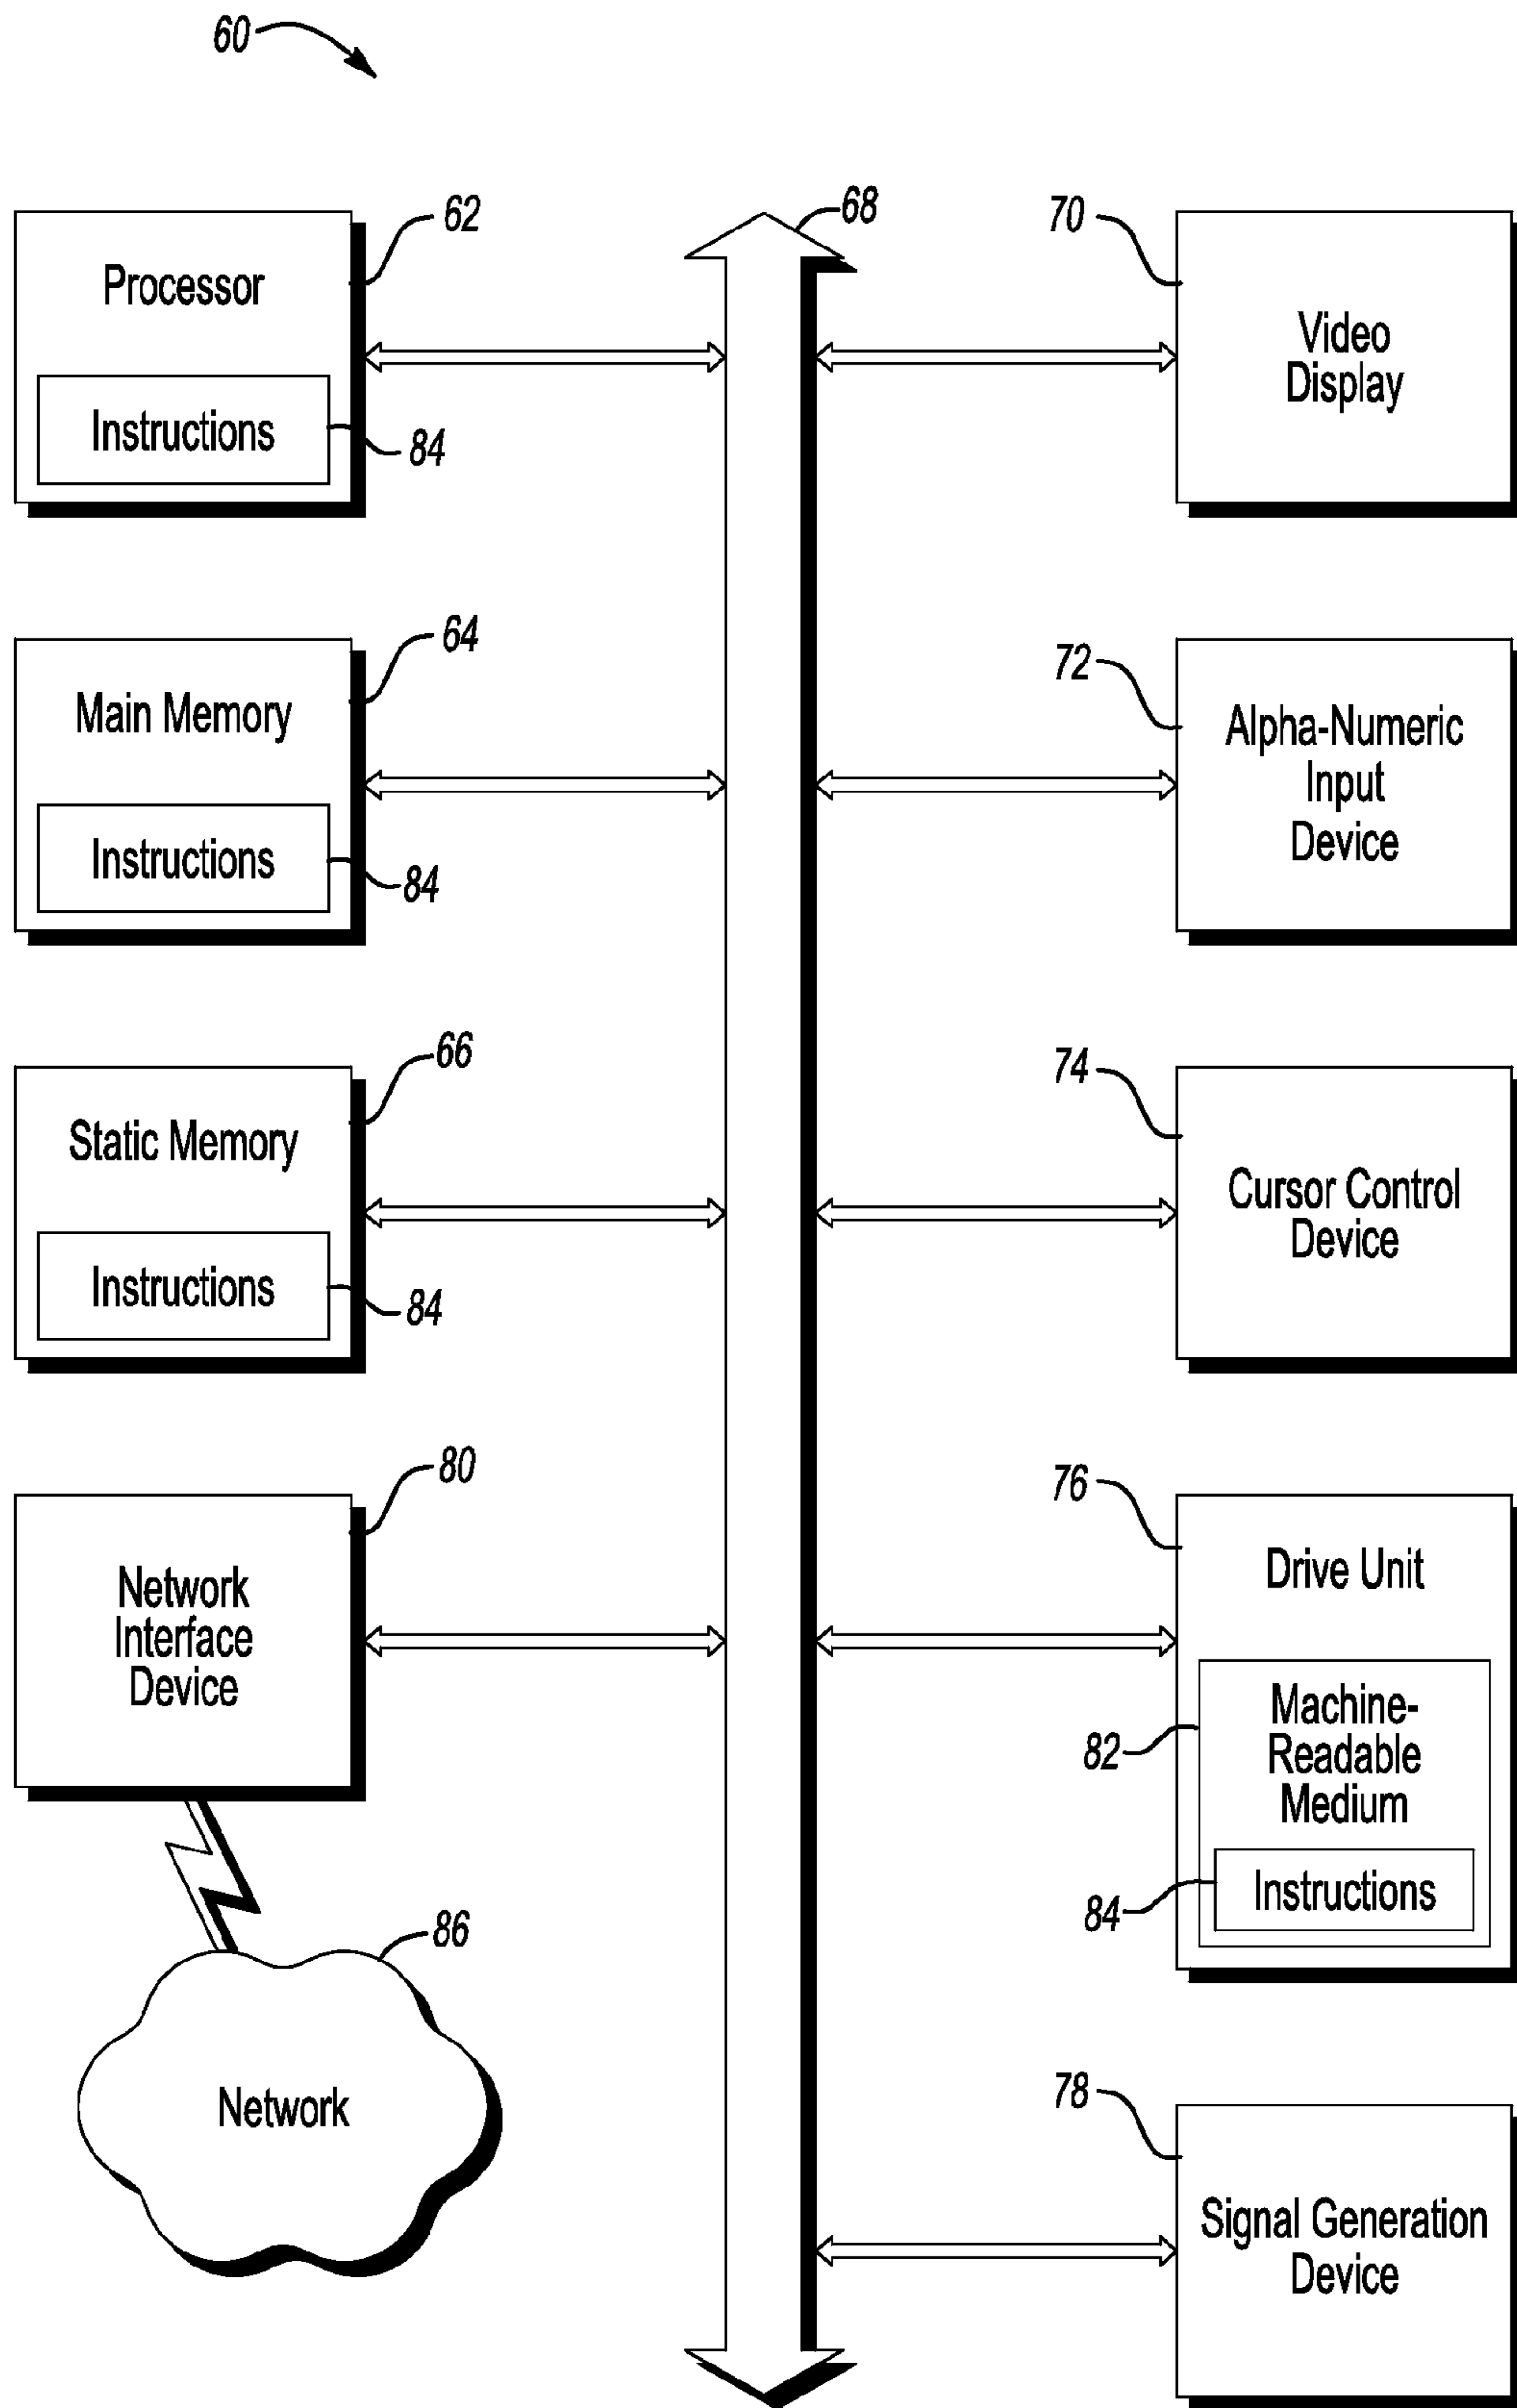 60
62
Processor
Instructions
84
64
Main Memory
Instructions
84
66
Static Memory
Instructions
84
80
Network
Interface
Device
86
Network
68
70
Video
Display
72
Alpha-Numeric
Input
Device
74
Cursor Control
Device
76
Drive Unit
82
Machine-
Readable
Medium
84
Instructions
78
Signal Generation
Device